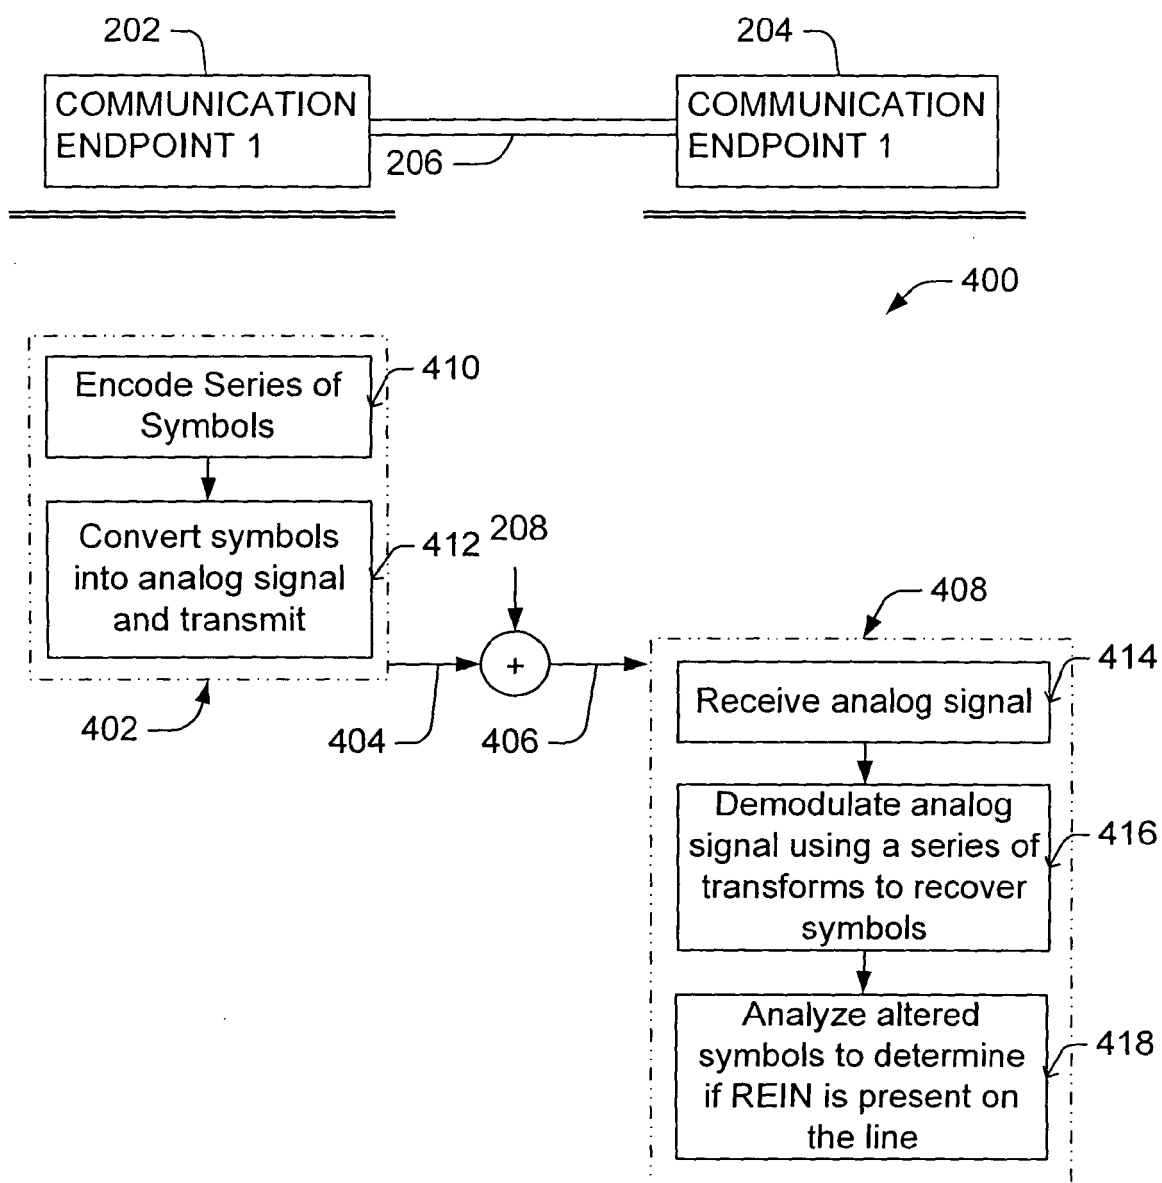 202
204
COMMUNICATION
ENDPOINT 1
COMMUNICATION
ENDPOINT 1
206
400
410
Encode Series of
Symbols
Convert symbols
into analog signal
and transmit
412
208
408
+
414
Receive analog signal
402
404
406
Demodulate analog
signal using a series of
transforms to recover
symbols
416
Analyze altered
symbols to determine
if REIN is present on
the line
418